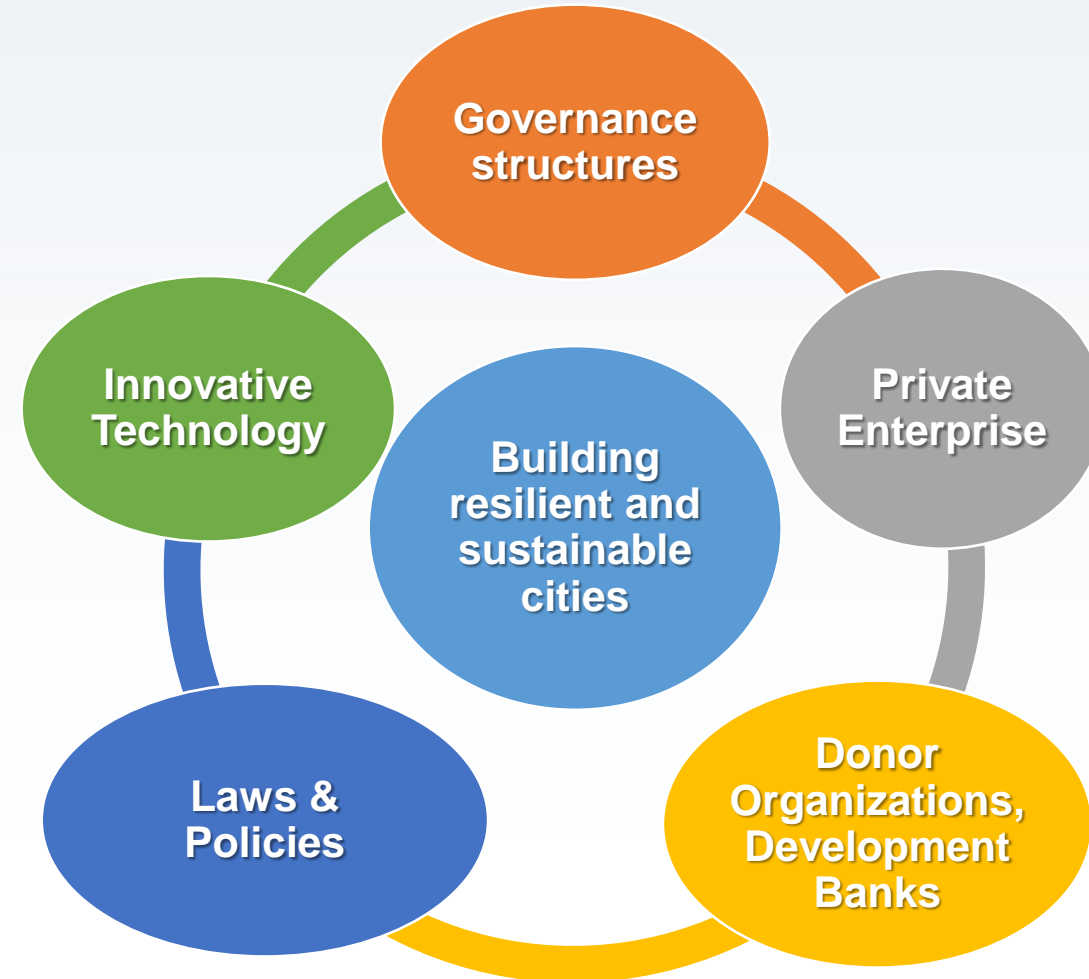 Governance
structures
Innovative
Technology
Private
Enterprise
Building
resilient and
sustainable
cities
Laws &
Policies
Donor
Organizations,
Development
Banks